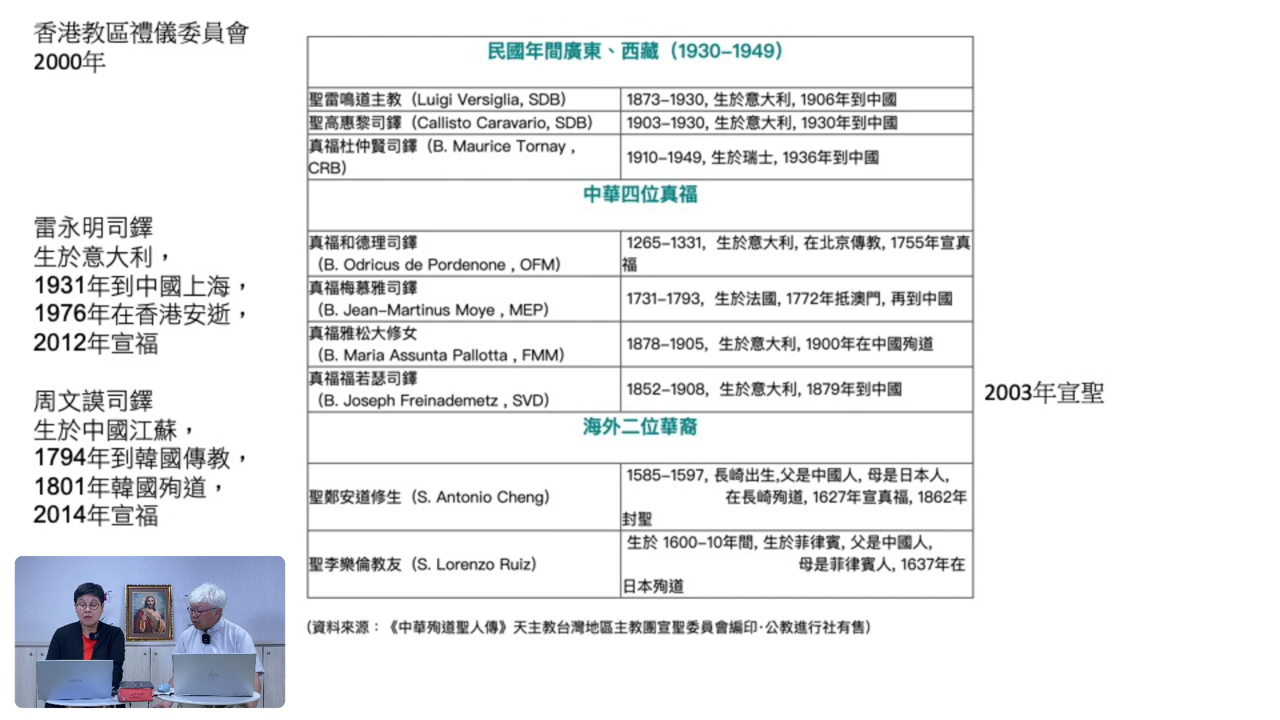 香港教區禮儀委員會
2000年
雷永明司鐸
生於意大利，
1931年到中國上海，
1976年在香港安逝，
2012年宣福
周文謨司鐸
生於中國江蘇，
1794年到韓國傳教，
1801年韓國殉道，
2014年宣福
民國年間廣東、西藏（1930–1949）
聖雷鳴道主教（Luigi Versiglia, SDB） 1873–1930, 生於意大利, 1906年到中國
聖高惠黎司鐸（Callisto Caravario, SDB） 1903–1930, 生於意大利, 1930年到中國
真福杜仲賢司鐸（B. Maurice Tornay ,
CRB）
1910–1949, 生於瑞士, 1936年到中國
中華四位真福
真福和德理司鐸
（B. Odricus de Pordenone , OFM）
1265–1331, 生於意大利, 在北京傳教, 1755年宣真
福
真福梅慕雅司鐸
（B. Jean–Martinus Moye , MEP）
1731–1793, 生於法國, 1772年抵澳門, 再到中國
真福雅松大修女
（B. Maria Assunta Pallotta , FMM）
1878–1905, 生於意大利, 1900年在中國殉道
真福福若瑟司鐸
（B. Joseph Freinademetz , SVD）
1852–1908, 生於意大利, 1879年到中國
2003年宣聖
海外二位華裔
聖鄭安道修生（S. Antonio Cheng）
1585–1597, 長崎出生,父是中國人, 母是日本人,
在長崎殉道, 1627年宣真福, 1862年
封聖
聖李樂倫教友（S. Lorenzo Ruiz）
生於 1600–10年間, 生於菲律賓, 父是中國人,
母是菲律賓人, 1637年在
日本殉道
（資料來源：《中華殉道聖人傳》天主教台灣地區主教團宣聖委員會編印·公教進行社有售）